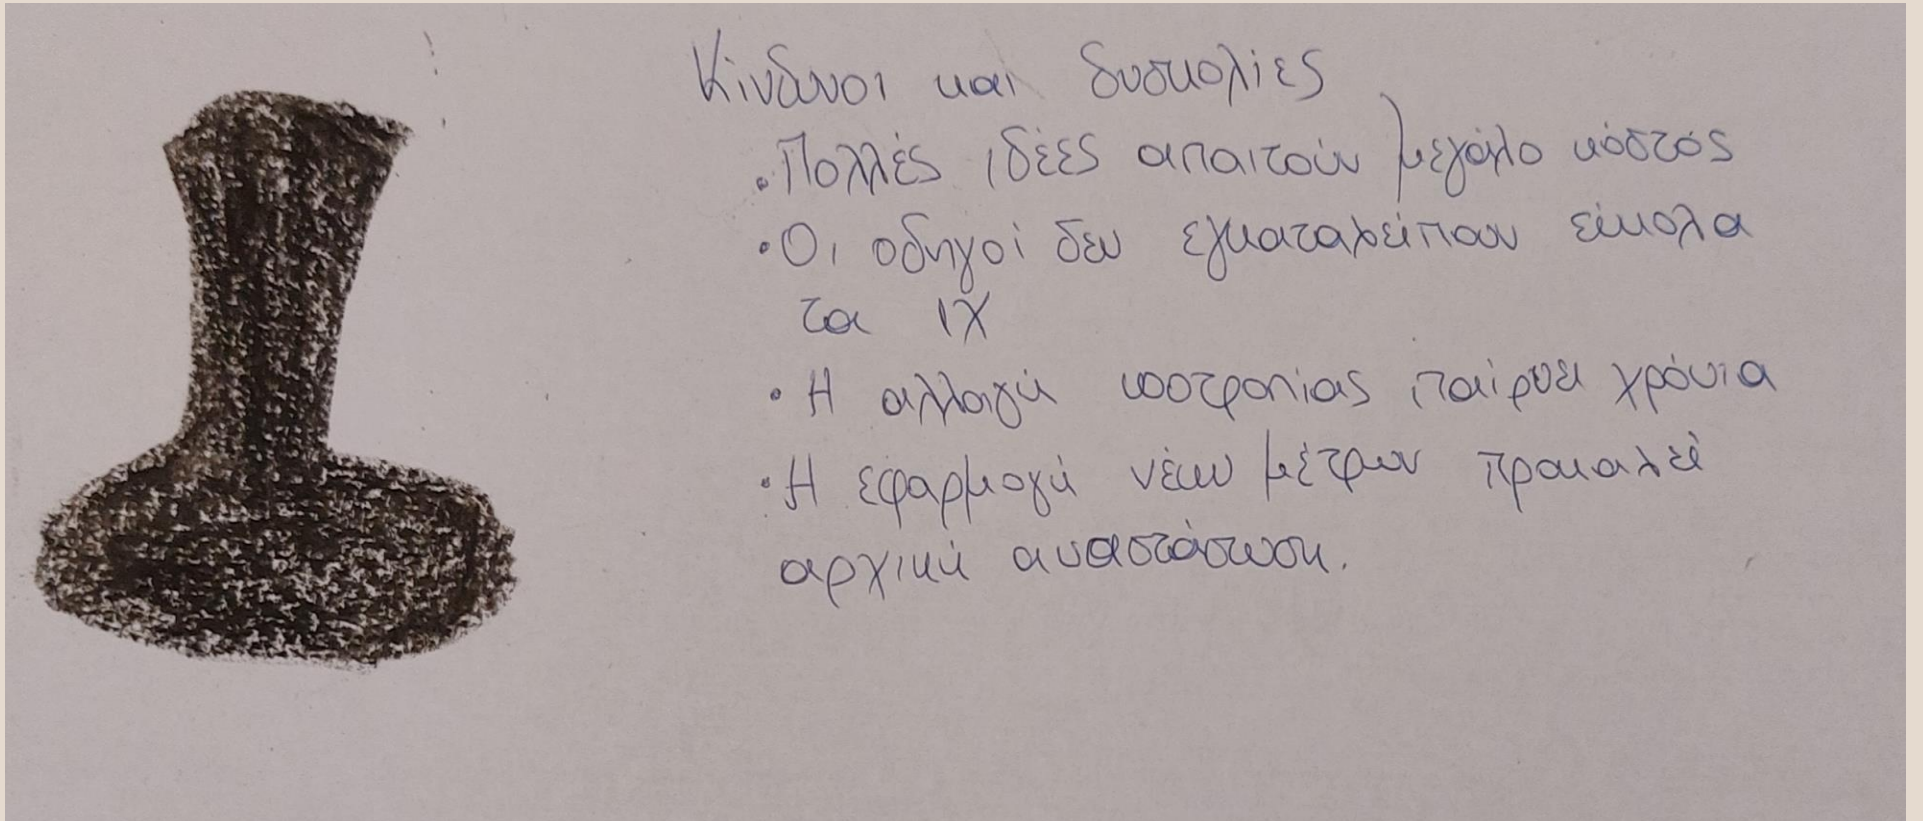 Κίνδυνοι και δυσκολίες
• Πολλές ιδέες απαιτούν μεγάλο κόστος
• Οι οδηγοί δεν εγκαταλείπουν εύκολα
τα ΙΧ
• Η αλλαγή νοοτροπίας παίρνει χρόνια
• Η εφαρμογή νέων μέτρων προκαλεί
αρχική αναστάτωση.